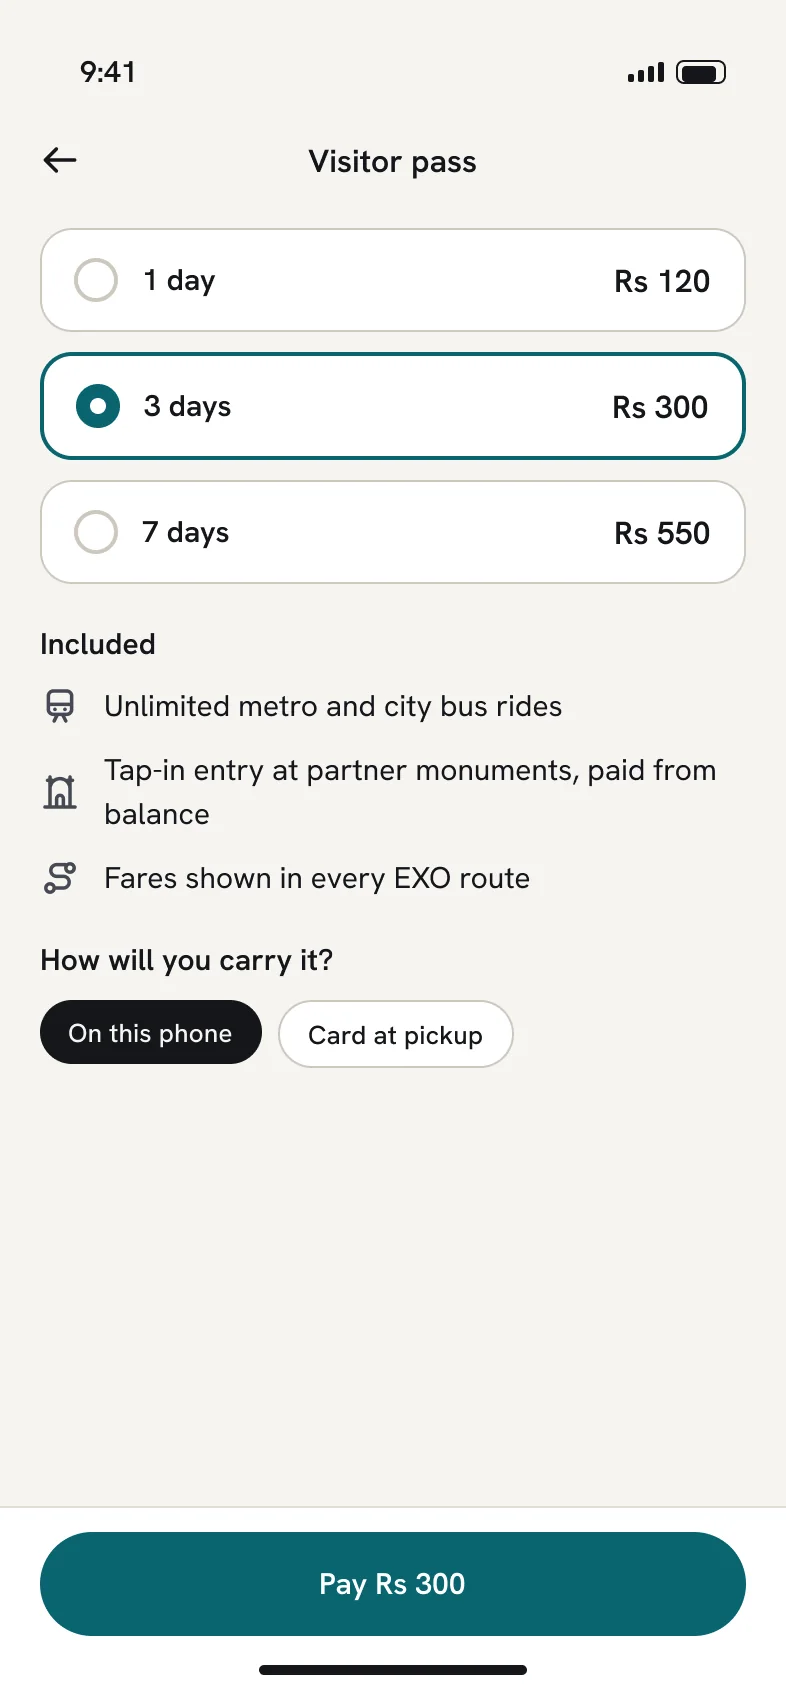 9:41
Visitor pass
1 day Rs 120
3 days Rs 300
7 days Rs 550
Included
Unlimited metro and city bus rides
Tap-in entry at partner monuments, paid from
balance
Fares shown in every EXO route
How will you carry it?
On this phone Card at pickup
Pay Rs 300